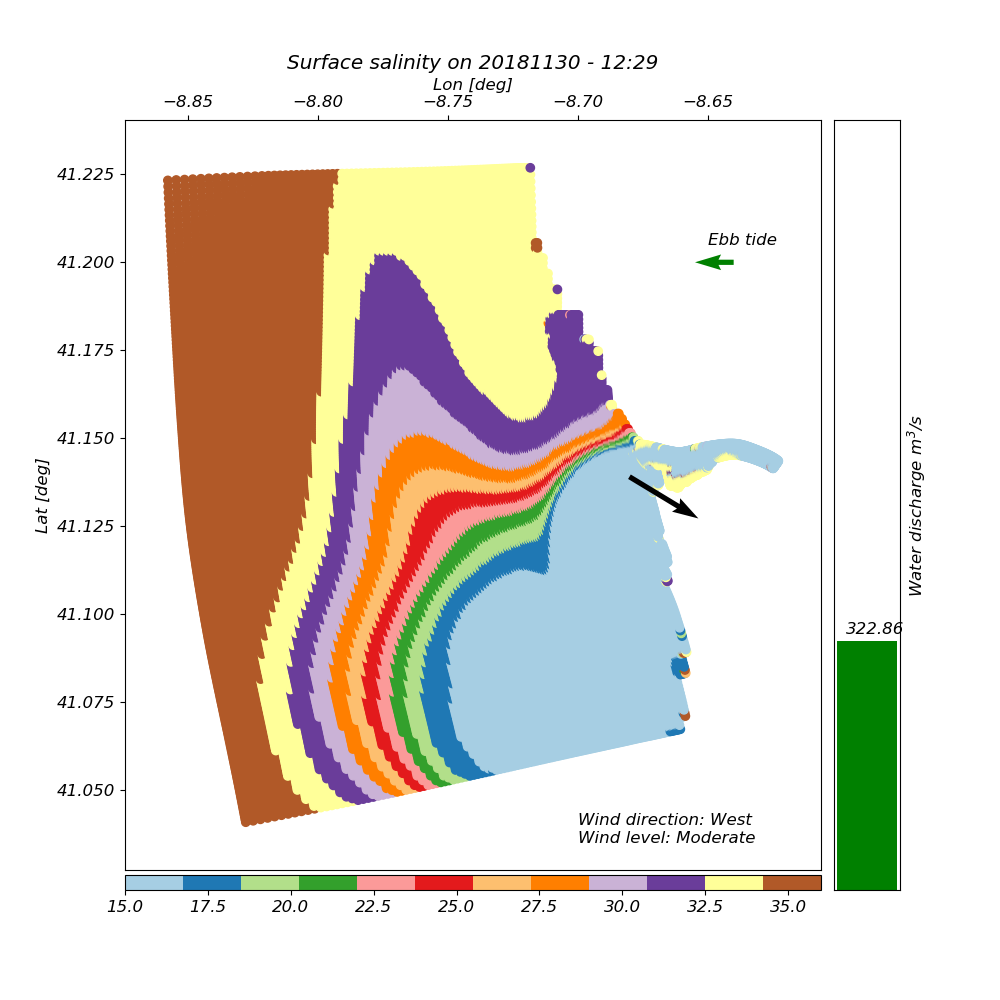 Surface salinity on 20181130 - 12:29
Lon [deg]
−8.85 −8.80 −8.75 −8.70 −8.65
41.225
41.200
41.175
41.150
41.125
41.100
41.075
41.050
Lat [deg]
Ebb tide
Wind direction: West
Wind level: Moderate
322.86
Water discharge m³/s
15.0 17.5 20.0 22.5 25.0 27.5 30.0 32.5 35.0